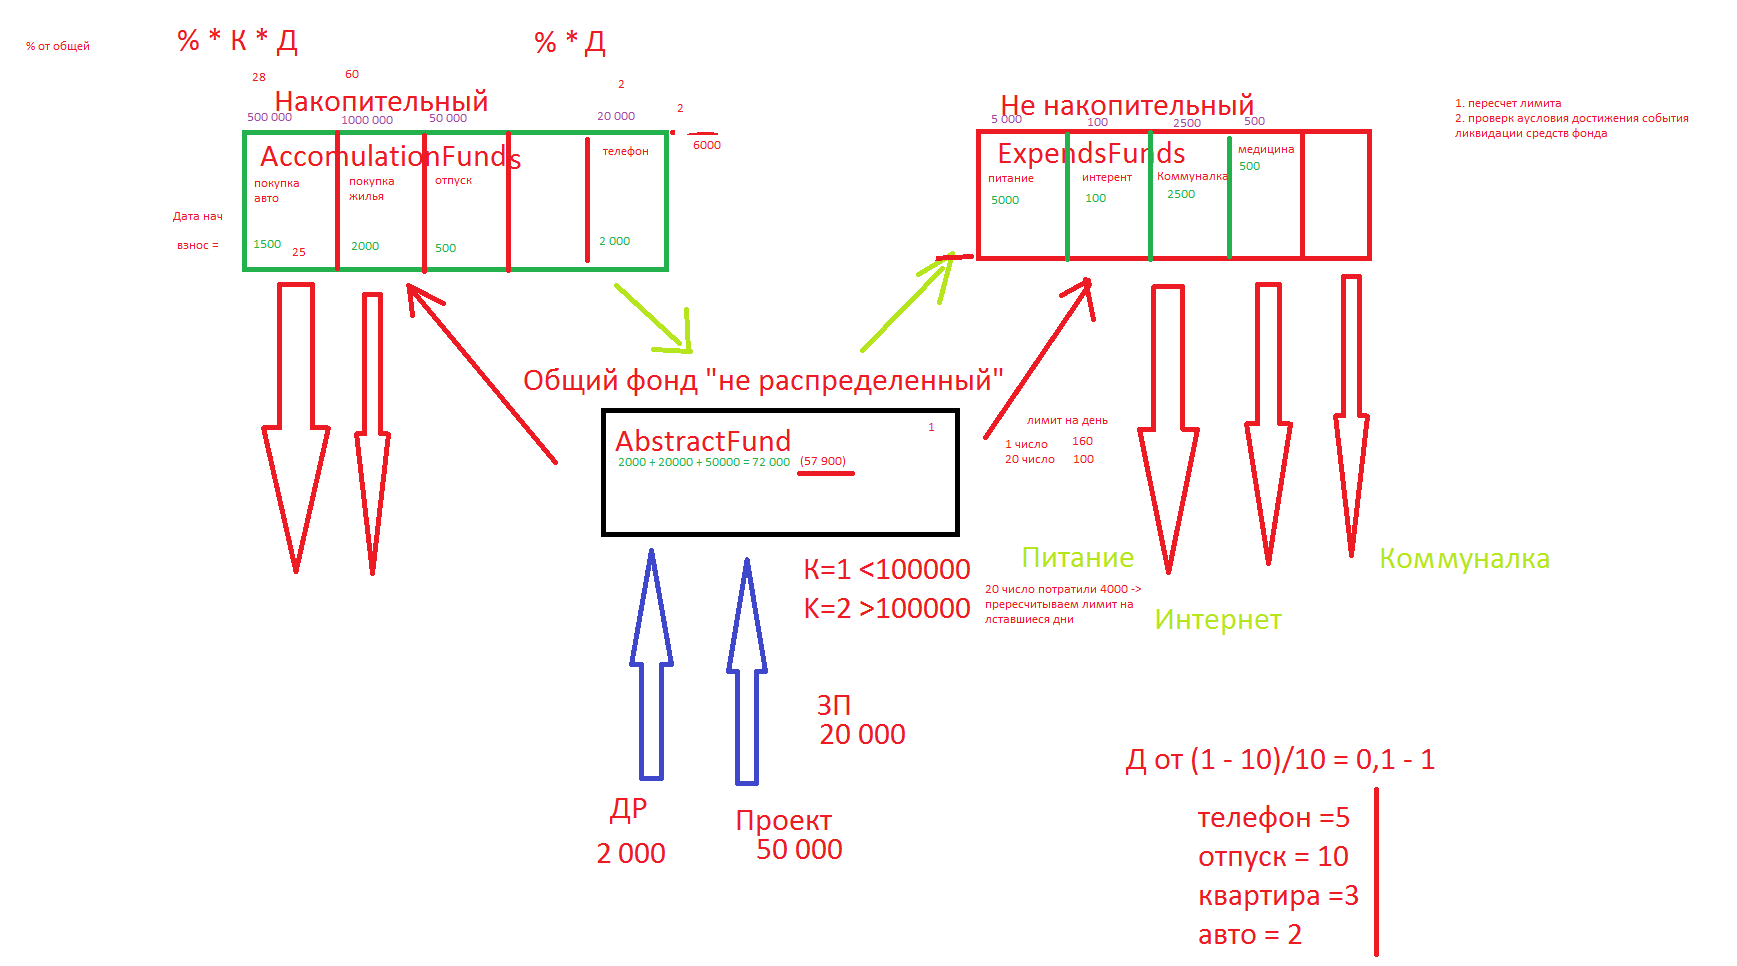 % от общей
% * К * Д
% * Д
28
60
2
Накопительный
500 000
1000 000
50 000
20 000
2
6000
AccomulationFunds
телефон
покупка
авто
покупка
жилья
отпуск
Дата нач
взнос =
1500
25
2000
500
2 000
Не накопительный
5 000
100
2500
500
ExpendsFunds
медицина
500
питание
интерент
Коммуналка
5000
100
2500
1. пересчет лимита
2. проверк аусловия достижения события
ликвидации средств фонда
Общий фонд "не распределенный"
AbstractFund
1
2000 + 20000 + 50000 = 72 000
(57 900)
лимит на день
1 число 160
20 число 100
К=1 <100000
К=2 >100000
Питание
20 число потратили 4000 ->
прересчитываем лимит на
лставшиеся дни
Интернет
Коммуналка
ЗП
20 000
ДР
2 000
Проект
50 000
Д от (1 - 10)/10 = 0,1 - 1
телефон =5
отпуск = 10
квартира =3
авто = 2